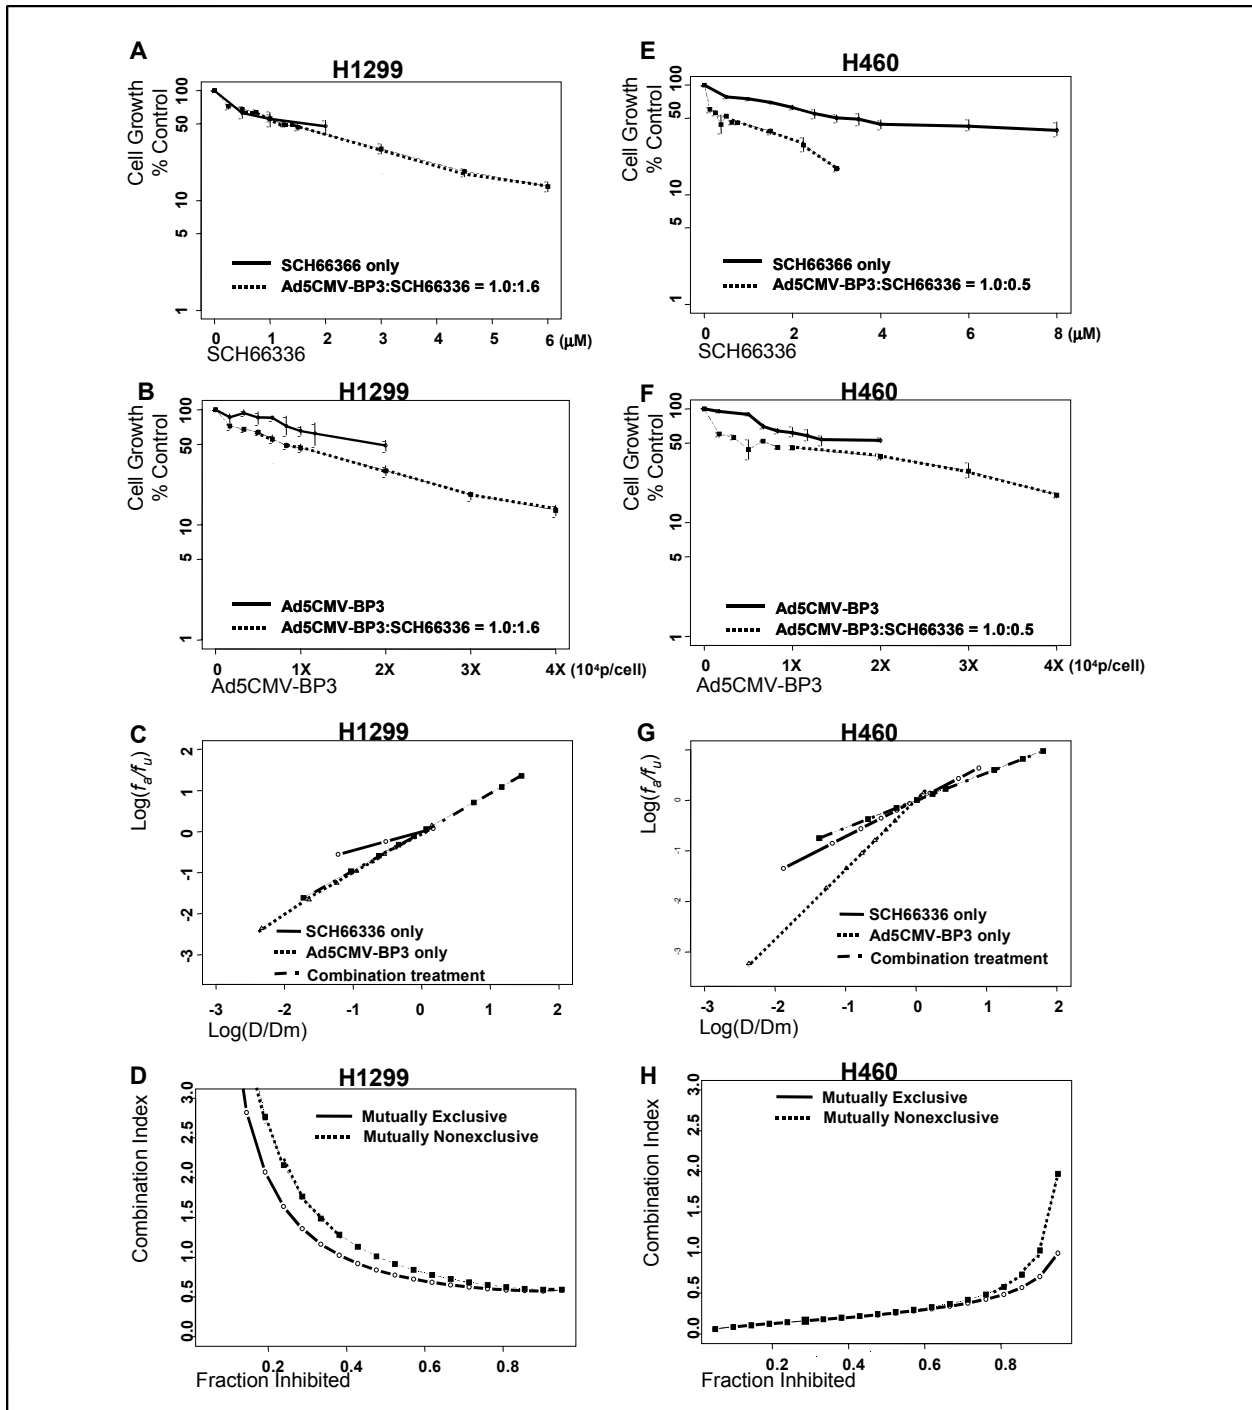 A
H1299
Cell Growth
% Control
100
50
10
5
1
SCH66366 only
Ad5CMV-BP3:SCH66336 = 1.0:1.6
0 1 2 3 4 5 6 (µM)
SCH66336
E
H460
Cell Growth
% Control
100
50
10
5
1
SCH66366 only
Ad5CMV-BP3:SCH66336 = 1.0:0.5
0 2 4 6 8 (µM)
SCH66336
B
H1299
Cell Growth
% Control
100
50
10
5
1
Ad5CMV-BP3
Ad5CMV-BP3:SCH66336 = 1.0:1.6
0 1X 2X 3X 4X (10⁴p/cell)
Ad5CMV-BP3
F
H460
Cell Growth
% Control
100
50
10
5
1
Ad5CMV-BP3
Ad5CMV-BP3:SCH66336 = 1.0:0.5
0 1X 2X 3X 4X (10⁴p/cell)
Ad5CMV-BP3
C
H1299
Log(fa/fu)
2
1
0
-1
-2
-3
SCH66336 only
Ad5CMV-BP3 only
Combination treatment
-3 -2 -1 0 1 2
Log(D/Dm)
G
H460
Log(fa/fu)
1
0
-1
-2
-3
SCH66336 only
Ad5CMV-BP3 only
Combination treatment
-3 -2 -1 0 1 2
Log(D/Dm)
D
H1299
Combination Index
3.0
2.5
2.0
1.5
1.0
0.5
0.0
Mutually Exclusive
Mutually Nonexclusive
0.2 0.4 0.6 0.8
Fraction Inhibited
H
H460
Combination Index
3.0
2.5
2.0
1.5
1.0
0.5
0.0
Mutually Exclusive
Mutually Nonexclusive
0.2 0.4 0.6 0.8
Fraction Inhibited